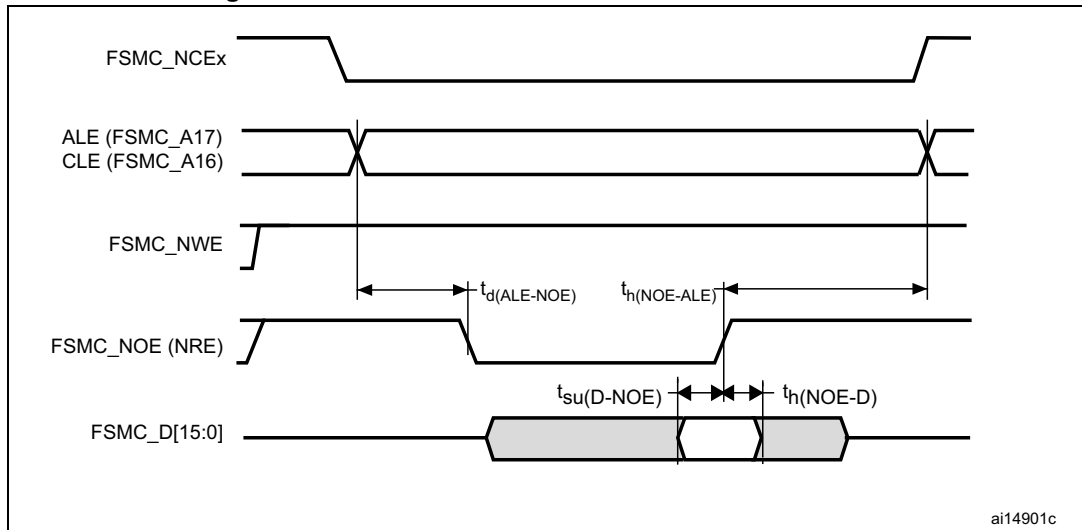 FSMC_NCEx
ALE (FSMC_A17)
CLE (FSMC_A16)
FSMC_NWE
td(ALE-NOE) th(NOE-ALE)
FSMC_NOE (NRE)
tsu(D-NOE) th(NOE-D)
FSMC_D[15:0]
ai14901c